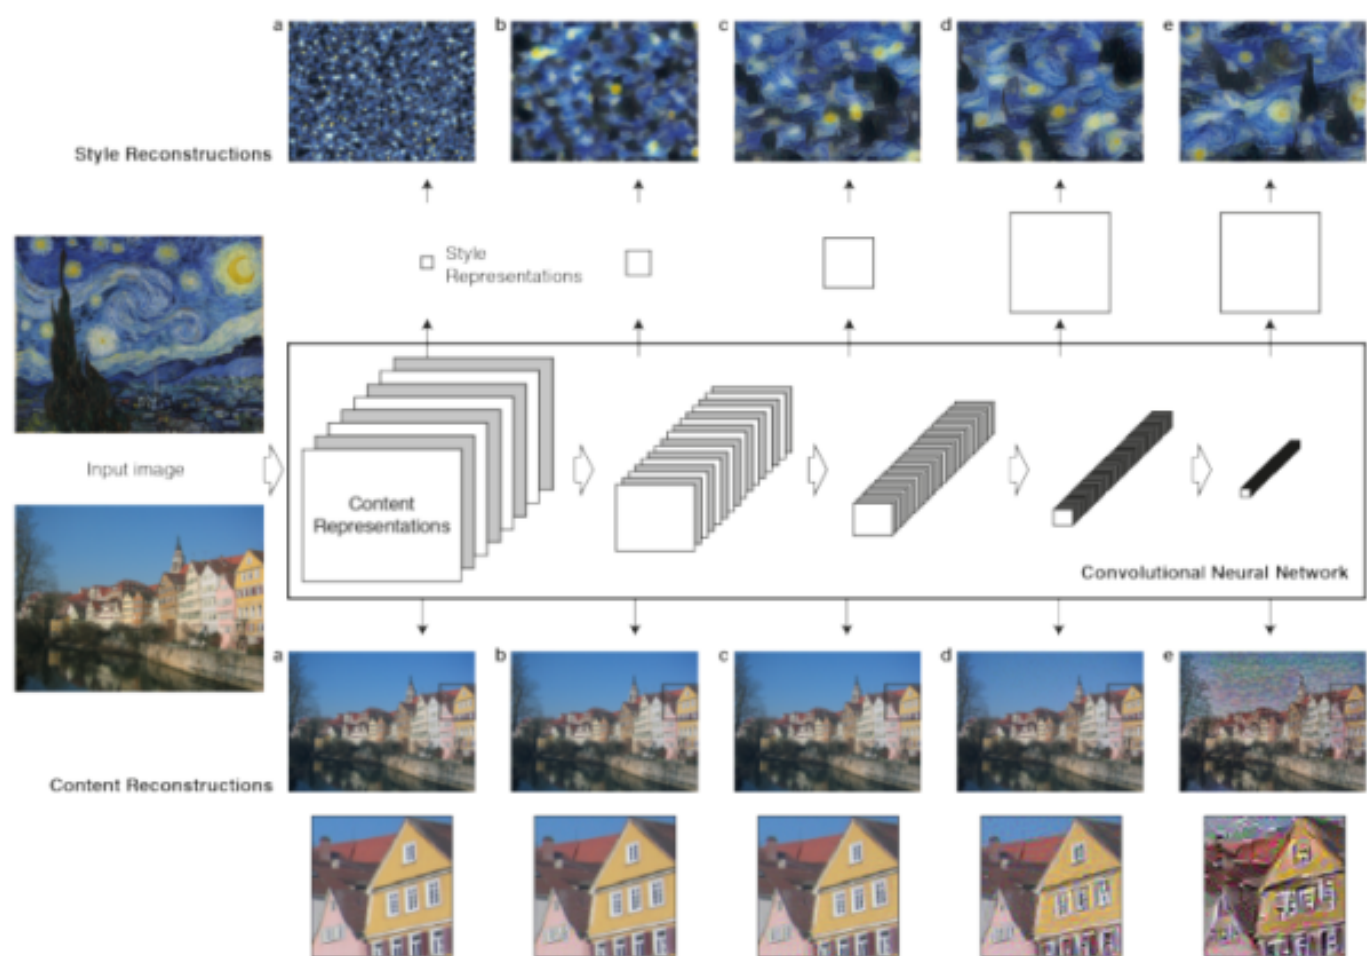 a
b
c
d
e
Style Reconstructions
Style
Representations
Input image
Content
Representations
Convolutional Neural Network
a
b
c
d
e
Content Reconstructions